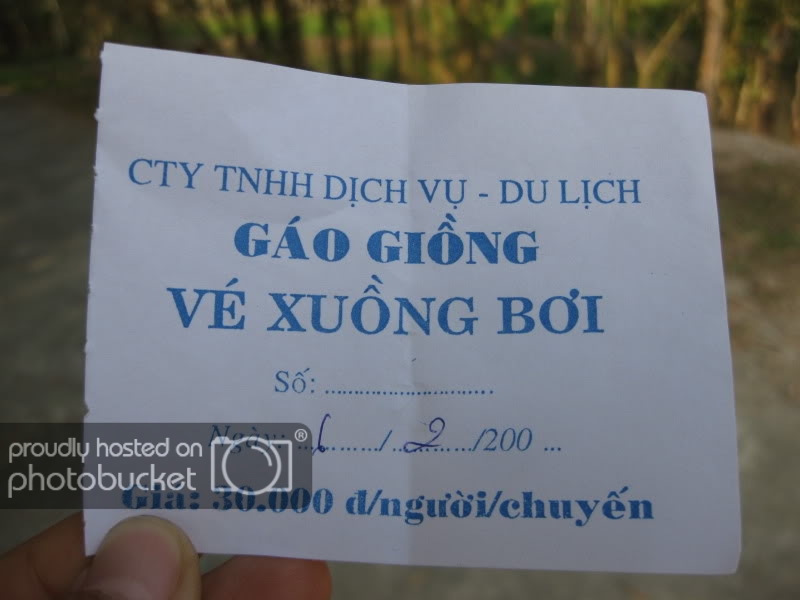 CTY TNHH DỊCH VỤ - DU LỊCH
GÁO GIỒNG
VÉ XUỒNG BƠI
Số: ............................
Ngày: ... 6 ......./.. 2 ....../200 ...
Giá: 30.000 đ/người/chuyến
proudly hosted on
photobucket
®